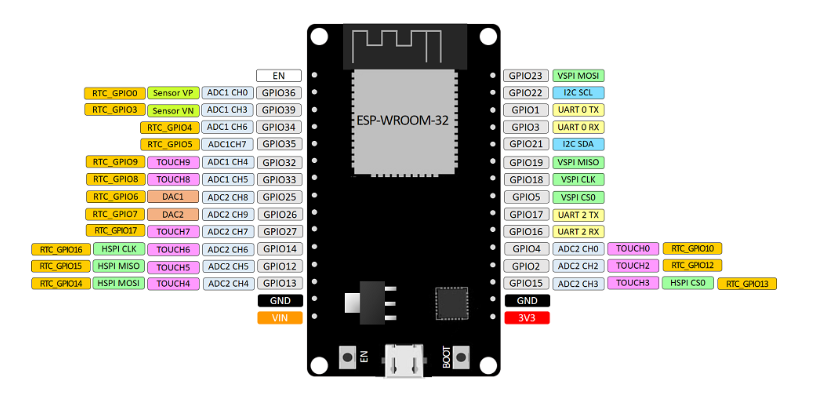 EN GPIO23 VSPI MOSI
RTC_GPIO0 Sensor VP ADC1 CH0 GPIO36 GPIO22 I2C SCL
RTC_GPIO3 Sensor VN ADC1 CH3 GPIO39 GPIO1 UART 0 TX
RTC_GPIO4 ADC1 CH6 GPIO34 ESP-WROOM-32 GPIO3 UART 0 RX
RTC_GPIO5 ADC1CH7 GPIO35 GPIO21 I2C SDA
RTC_GPIO9 TOUCH9 ADC1 CH4 GPIO32 GPIO19 VSPI MISO
RTC_GPIO8 TOUCH8 ADC1 CH5 GPIO33 GPIO18 VSPI CLK
RTC_GPIO6 DAC1 ADC2 CH8 GPIO25 GPIO5 VSPI CS0
RTC_GPIO7 DAC2 ADC2 CH9 GPIO26 GPIO17 UART 2 TX
RTC_GPIO17 TOUCH7 ADC2 CH7 GPIO27 GPIO16 UART 2 RX
RTC_GPIO16 HSPI CLK TOUCH6 ADC2 CH6 GPIO14 GPIO4 ADC2 CH0 TOUCH0 RTC_GPIO10
RTC_GPIO15 HSPI MISO TOUCH5 ADC2 CH5 GPIO12 GPIO2 ADC2 CH2 TOUCH2 RTC_GPIO12
RTC_GPIO14 HSPI MOSI TOUCH4 ADC2 CH4 GPIO13 GPIO15 ADC2 CH3 TOUCH3 HSPI CS0 RTC_GPIO13
GND GND
VIN 3V3
EN BOOT